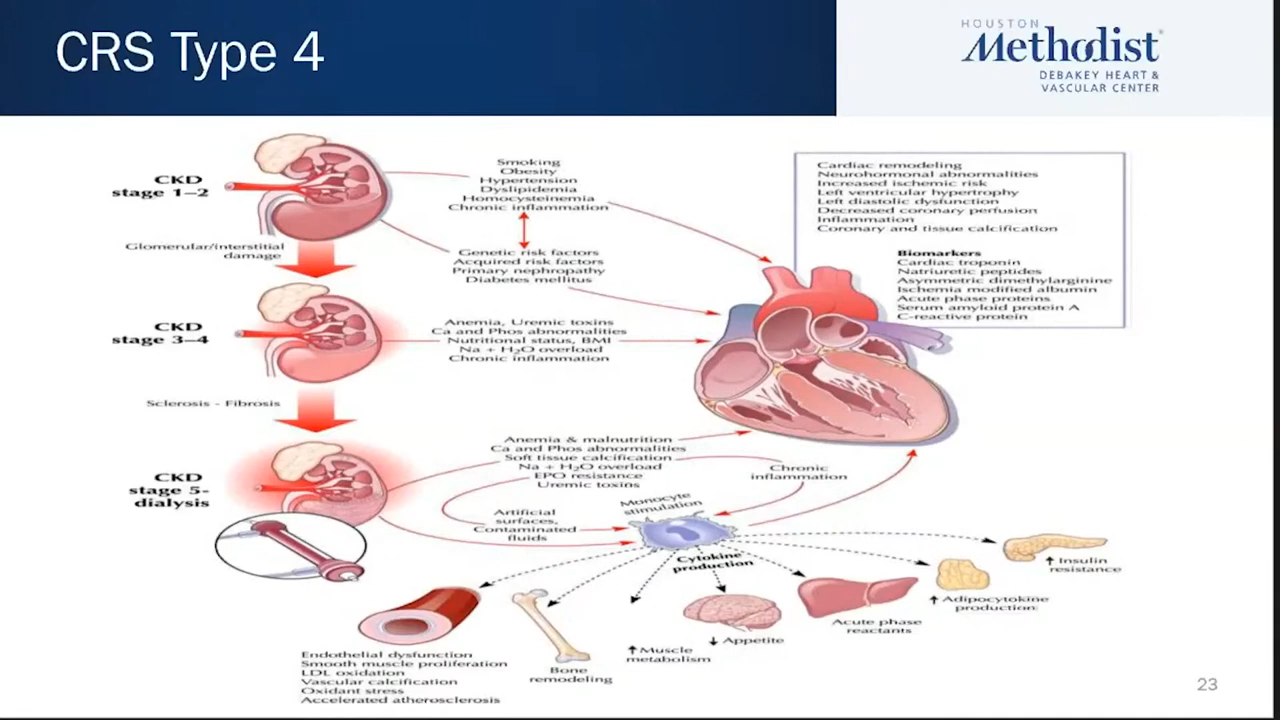 CRS Type 4
HOUSTON
Methodist
DEBAKEY HEART &
VASCULAR CENTER
CKD
stage 1–2
Smoking
Obesity
Hypertension
Dyslipidemia
Homocysteinemia
Chronic inflammation
Genetic risk factors
Acquired risk factors
Primary nephropathy
Diabetes mellitus
Glomerular/interstitial
damage
Cardiac remodeling
Neurohormonal abnormalities
Increased ischemic risk
Left ventricular hypertrophy
Left diastolic dysfunction
Decreased coronary perfusion
Inflammation
Coronary and tissue calcification
Biomarkers
Cardiac troponin
Natriuretic peptides
Asymmetric dimethylarginine
Ischemia modified albumin
Acute phase proteins
Serum amyloid protein A
C-reactive protein
CKD
stage 3–4
Anemia, Uremic toxins
Ca and Phos abnormalities
Nutritional status, BMI
Na + H2O overload
Chronic inflammation
Sclerosis - Fibrosis
CKD
stage 5-
dialysis
Anemia & malnutrition
Ca and Phos abnormalities
Soft tissue calcification
Na + H2O overload
EPO resistance
Uremic toxins
Chronic
inflammation
Artificial
surfaces,
Contaminated
fluids
Monocyte
stimulation
Cytokine
production
Endothelial dysfunction
Smooth muscle proliferation
LDL oxidation
Vascular calcification
Oxidant stress
Accelerated atherosclerosis
Bone
remodeling
↑ Muscle
metabolism
↓ Appetite
Acute phase
reactants
↑ Adipocytokine
production:
↑ Insulin
resistance
23